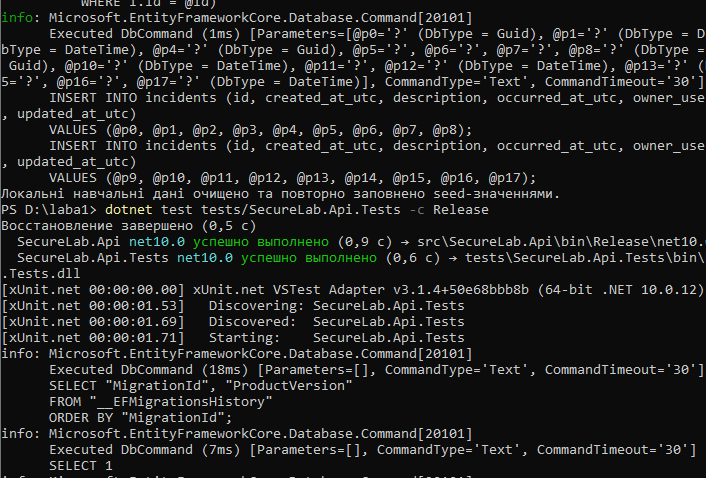 WHERE i.id = @id)
info: Microsoft.EntityFrameworkCore.Database.Command[20101]
Executed DbCommand (1ms) [Parameters=[@p0='?' (DbType = Guid), @p1='?' (DbType = D
bType = DateTime), @p4='?' (DbType = Guid), @p5='?', @p6='?', @p7='?', @p8='?' (DbType =
Guid), @p10='?' (DbType = DateTime), @p11='?', @p12='?' (DbType = DateTime), @p13='?' (D
5='?', @p16='?', @p17='?' (DbType = DateTime)], CommandType='Text', CommandTimeout='30']
INSERT INTO incidents (id, created_at_utc, description, occurred_at_utc, owner_use
, updated_at_utc)
VALUES (@p0, @p1, @p2, @p3, @p4, @p5, @p6, @p7, @p8);
INSERT INTO incidents (id, created_at_utc, description, occurred_at_utc, owner_use
, updated_at_utc)
VALUES (@p9, @p10, @p11, @p12, @p13, @p14, @p15, @p16, @p17);
Локальні навчальні дані очищено та повторно заповнено seed-значеннями.
PS D:\laba1> dotnet test tests/SecureLab.Api.Tests -c Release
Восстановление завершено (0,5 с)
SecureLab.Api net10.0 успешно выполнено (0,9 с) → src\SecureLab.Api\bin\Release\net10.
SecureLab.Api.Tests net10.0 успешно выполнено (0,6 с) → tests\SecureLab.Api.Tests\bin\
.Tests.dll
[xUnit.net 00:00:00.00] xUnit.net VSTest Adapter v3.1.4+50e68bbb8b (64-bit .NET 10.0.12)
[xUnit.net 00:00:01.53]   Discovering: SecureLab.Api.Tests
[xUnit.net 00:00:01.69]   Discovered:  SecureLab.Api.Tests
[xUnit.net 00:00:01.71]   Starting:    SecureLab.Api.Tests
info: Microsoft.EntityFrameworkCore.Database.Command[20101]
Executed DbCommand (18ms) [Parameters=[], CommandType='Text', CommandTimeout='30']
SELECT "MigrationId", "ProductVersion"
FROM "__EFMigrationsHistory"
ORDER BY "MigrationId";
info: Microsoft.EntityFrameworkCore.Database.Command[20101]
Executed DbCommand (7ms) [Parameters=[], CommandType='Text', CommandTimeout='30']
SELECT 1